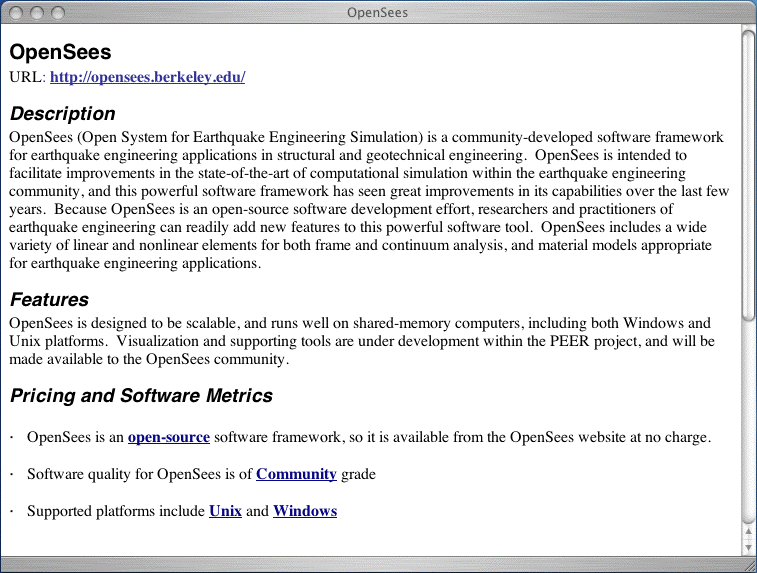 OpenSees
OpenSees
URL: http://opensees.berkeley.edu/
Description
OpenSees (Open System for Earthquake Engineering Simulation) is a community-developed software framework
for earthquake engineering applications in structural and geotechnical engineering.  OpenSees is intended to
facilitate improvements in the state-of-the-art of computational simulation within the earthquake engineering
community, and this powerful software framework has seen great improvements in its capabilities over the last few
years.  Because OpenSees is an open-source software development effort, researchers and practitioners of
earthquake engineering can readily add new features to this powerful software tool.  OpenSees includes a wide
variety of linear and nonlinear elements for both frame and continuum analysis, and material models appropriate
for earthquake engineering applications.
Features
OpenSees is designed to be scalable, and runs well on shared-memory computers, including both Windows and
Unix platforms.  Visualization and supporting tools are under development within the PEER project, and will be
made available to the OpenSees community.
Pricing and Software Metrics
· OpenSees is an open-source software framework, so it is available from the OpenSees website at no charge.
· Software quality for OpenSees is of Community grade
· Supported platforms include Unix and Windows